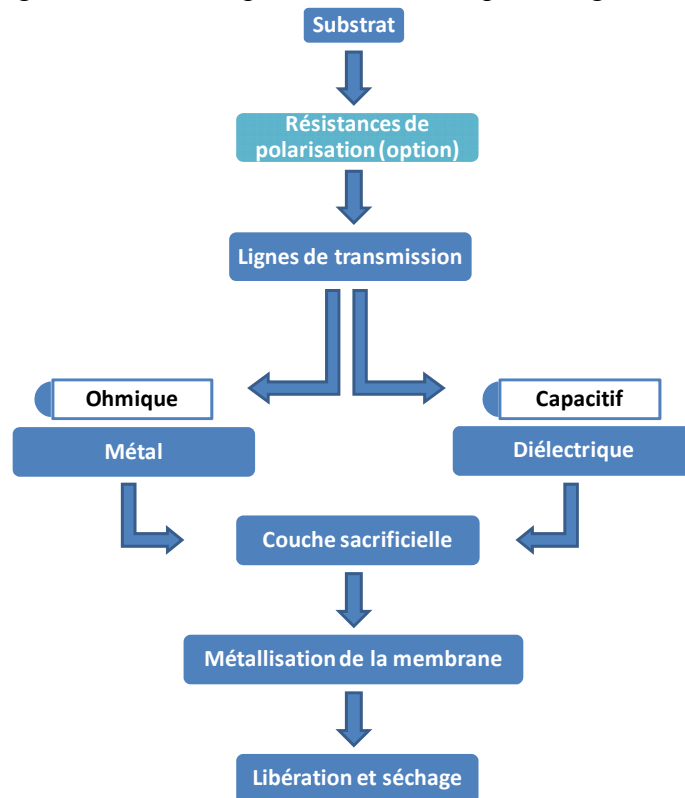 Substrat
Résistances de
polarisation (option)
Lignes de transmission
Ohmique
Capacitif
Métal
Diélectrique
Couche sacrificielle
Métallisation de la membrane
Libération et séchage